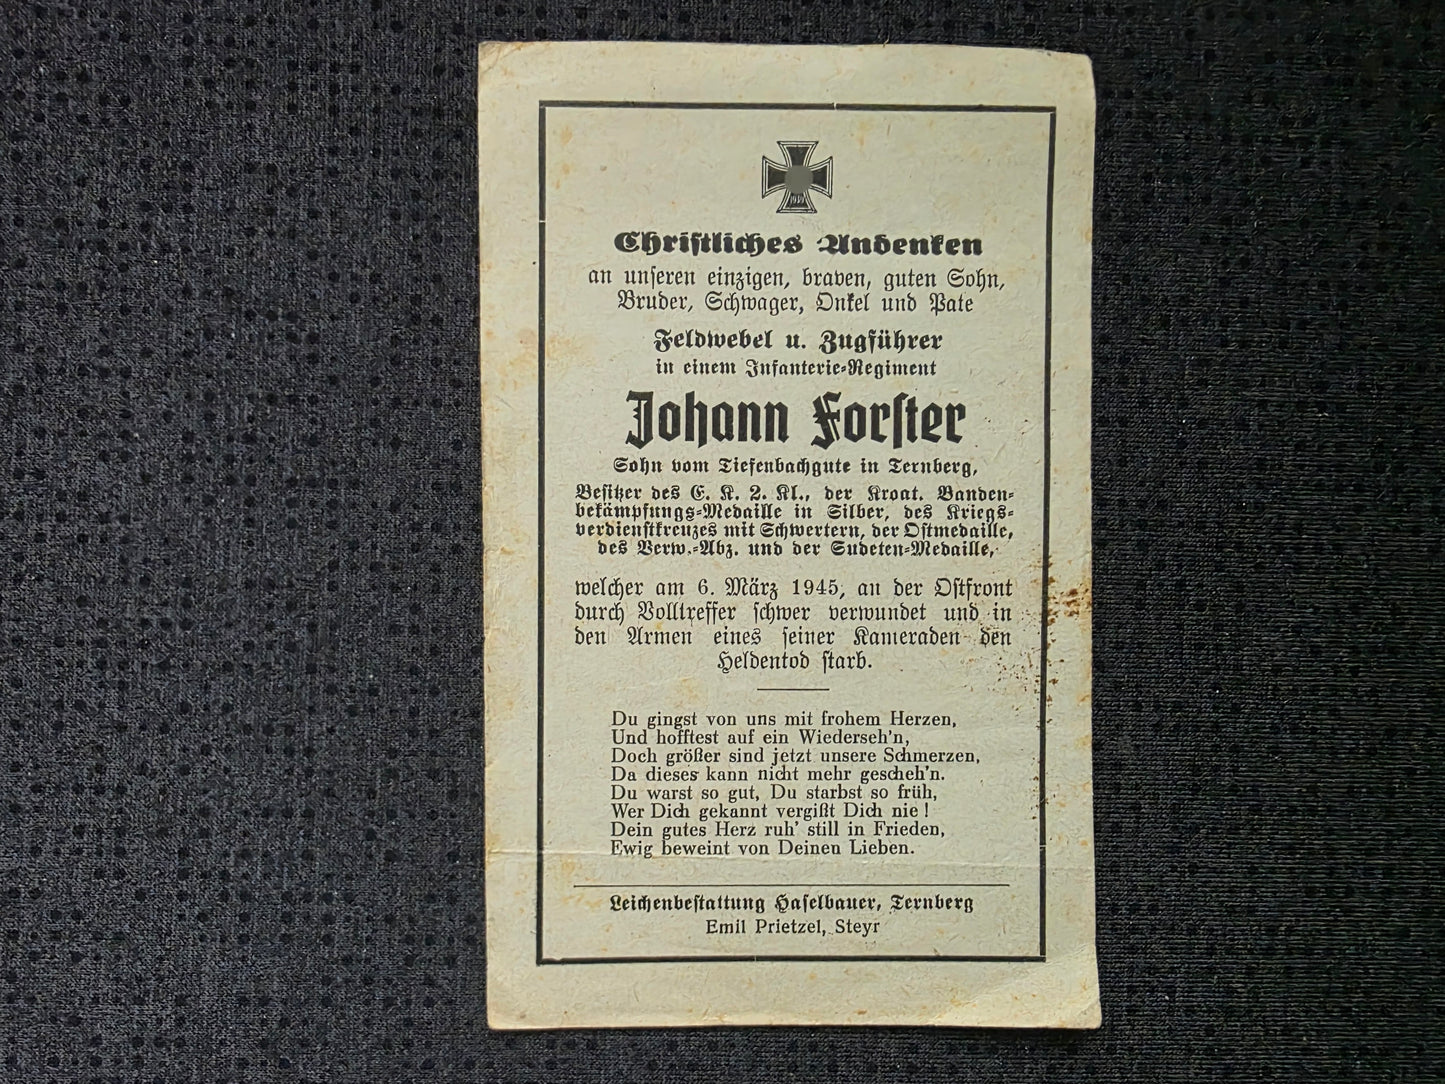 1939
Christliches Andenken
an unseren einzigen, braven, guten Sohn,
Bruder, Schwager, Onkel und Pate
Feldwebel u. Zugführer
in einem Infanterie-Regiment
Johann Forster
Sohn vom Tiefenbachgute in Ternberg,
Besitzer des E. K. 2. Kl., der Kroat. Banden-
bekämpfungs-Medaille in Silber, des Kriegs-
verdienstkreuzes mit Schwertern, der Ostmedaille,
des Verw.-Abz. und der Sudeten-Medaille,
welcher am 6. März 1945, an der Ostfront
durch Volltreffer schwer verwundet und in
den Armen eines seiner Kameraden den
Heldentod starb.
Du gingst von uns mit frohem Herzen,
Und hofftest auf ein Wiederseh'n,
Doch größer sind jetzt unsere Schmerzen,
Da dieses kann nicht mehr gescheh'n.
Du warst so gut, Du starbst so früh,
Wer Dich gekannt vergißt Dich nie!
Dein gutes Herz ruh' still in Frieden,
Ewig beweint von Deinen Lieben.
Leichenbestattung Haselbauer, Ternberg
Emil Prietzel, Steyr